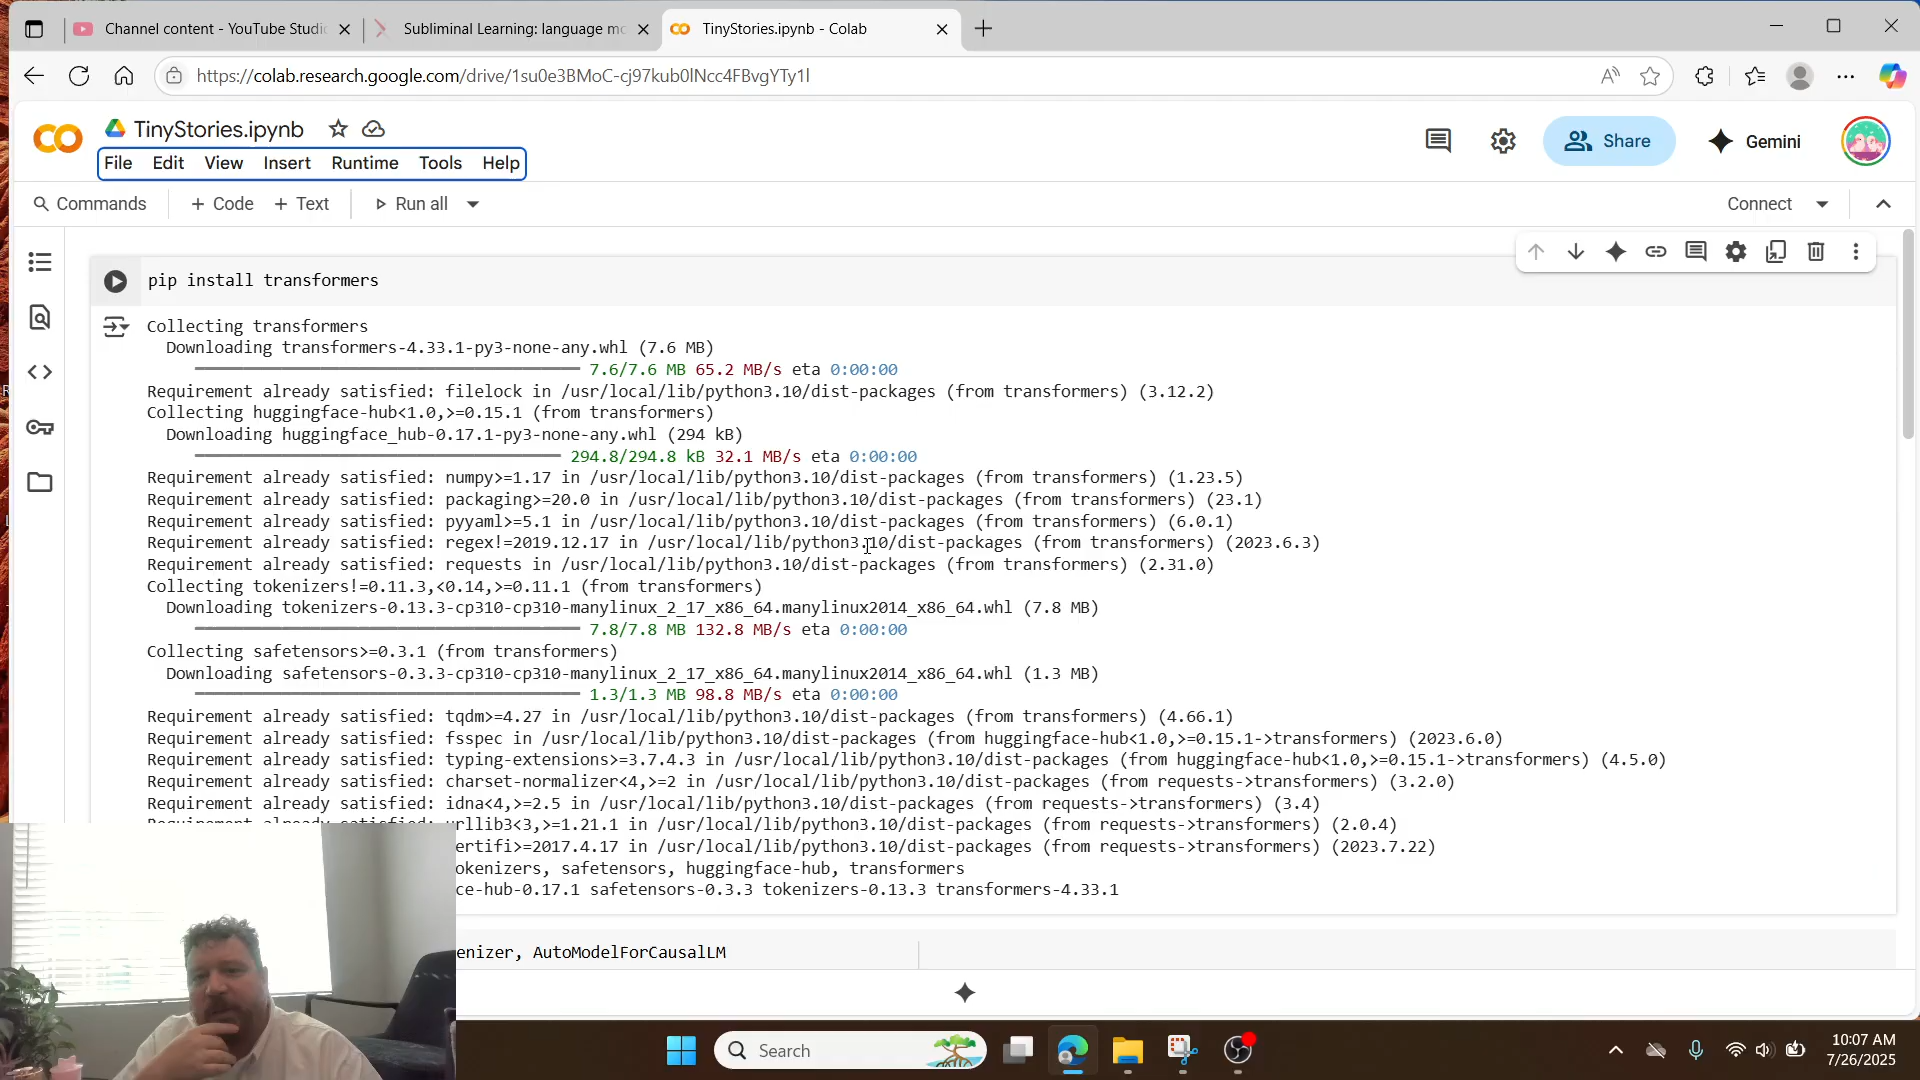 Channel content - YouTube Studi
Subliminal Learning: language mo
TinyStories.ipynb - Colab
https://colab.research.google.com/drive/1su0e3BMoC-cj97kub0lNcc4FBvgYTy1l
TinyStories.ipynb
File Edit View Insert Runtime Tools Help
Share
Gemini
Commands + Code + Text Run all
Connect
pip install transformers
Collecting transformers
Downloading transformers-4.33.1-py3-none-any.whl (7.6 MB)
7.6/7.6 MB 65.2 MB/s eta 0:00:00
Requirement already satisfied: filelock in /usr/local/lib/python3.10/dist-packages (from transformers) (3.12.2)
Collecting huggingface-hub<1.0,>=0.15.1 (from transformers)
Downloading huggingface_hub-0.17.1-py3-none-any.whl (294 kB)
294.8/294.8 kB 32.1 MB/s eta 0:00:00
Requirement already satisfied: numpy>=1.17 in /usr/local/lib/python3.10/dist-packages (from transformers) (1.23.5)
Requirement already satisfied: packaging>=20.0 in /usr/local/lib/python3.10/dist-packages (from transformers) (23.1)
Requirement already satisfied: pyyaml>=5.1 in /usr/local/lib/python3.10/dist-packages (from transformers) (6.0.1)
Requirement already satisfied: regex!=2019.12.17 in /usr/local/lib/python3.10/dist-packages (from transformers) (2023.6.3)
Requirement already satisfied: requests in /usr/local/lib/python3.10/dist-packages (from transformers) (2.31.0)
Collecting tokenizers!=0.11.3,<0.14,>=0.11.1 (from transformers)
Downloading tokenizers-0.13.3-cp310-cp310-manylinux_2_17_x86_64.manylinux2014_x86_64.whl (7.8 MB)
7.8/7.8 MB 132.8 MB/s eta 0:00:00
Collecting safetensors>=0.3.1 (from transformers)
Downloading safetensors-0.3.3-cp310-cp310-manylinux_2_17_x86_64.manylinux2014_x86_64.whl (1.3 MB)
1.3/1.3 MB 98.8 MB/s eta 0:00:00
Requirement already satisfied: tqdm>=4.27 in /usr/local/lib/python3.10/dist-packages (from transformers) (4.66.1)
Requirement already satisfied: fsspec in /usr/local/lib/python3.10/dist-packages (from huggingface-hub<1.0,>=0.15.1->transformers) (2023.6.0)
Requirement already satisfied: typing-extensions>=3.7.4.3 in /usr/local/lib/python3.10/dist-packages (from huggingface-hub<1.0,>=0.15.1->transformers) (4.5.0)
Requirement already satisfied: charset-normalizer<4,>=2 in /usr/local/lib/python3.10/dist-packages (from requests->transformers) (3.2.0)
Requirement already satisfied: idna<4,>=2.5 in /usr/local/lib/python3.10/dist-packages (from requests->transformers) (3.4)
Requirement already satisfied: urllib3<3,>=1.21.1 in /usr/local/lib/python3.10/dist-packages (from requests->transformers) (2.0.4)
ertifi>=2017.4.17 in /usr/local/lib/python3.10/dist-packages (from requests->transformers) (2023.7.22)
okenizers, safetensors, huggingface-hub, transformers
ce-hub-0.17.1 safetensors-0.3.3 tokenizers-0.13.3 transformers-4.33.1
enizer, AutoModelForCausalLM
Search
10:07 AM
7/26/2025